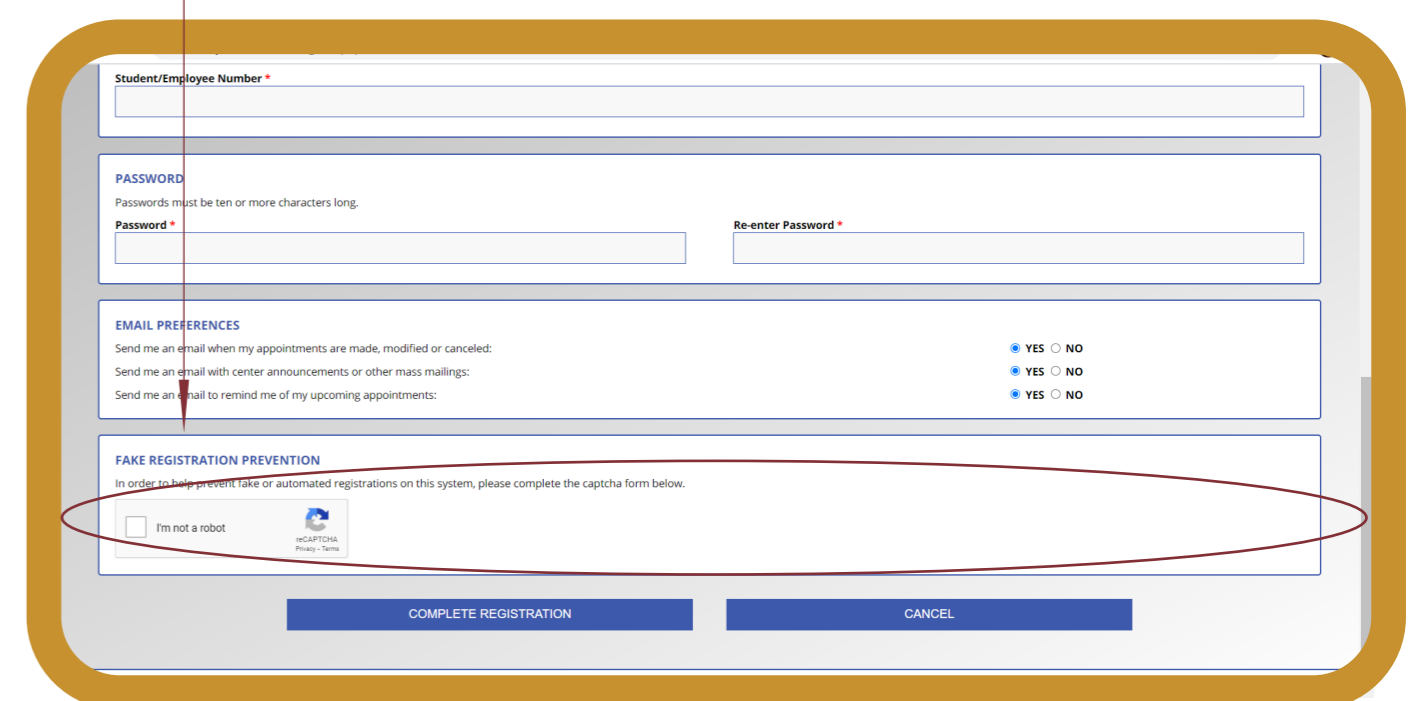 Student/Employee Number *
PASSWORD
Passwords must be ten or more characters long.
Password *
Re-enter Password *
EMAIL PREFERENCES
Send me an email when my appointments are made, modified or canceled:
YES NO
Send me an email with center announcements or other mass mailings:
YES NO
Send me an email to remind me of my upcoming appointments:
YES NO
FAKE REGISTRATION PREVENTION
In order to help prevent fake or automated registrations on this system, please complete the captcha form below.
I'm not a robot
reCAPTCHA
Privacy - Terms
COMPLETE REGISTRATION
CANCEL